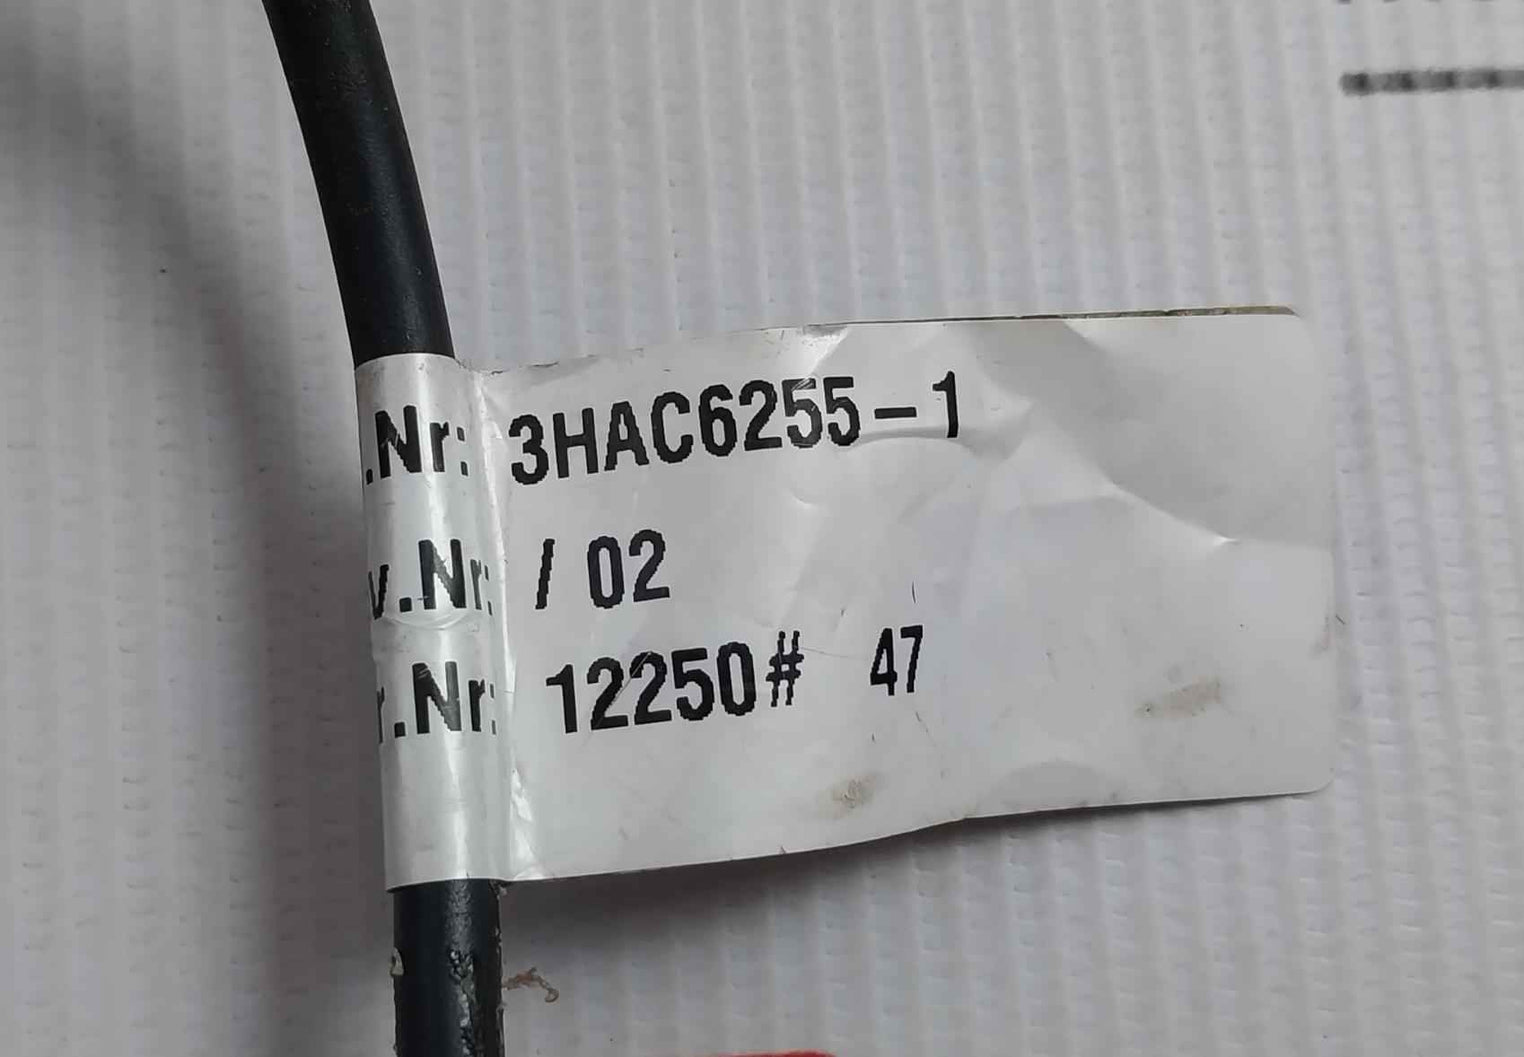 .Nr: 3HAC6255-1
v.Nr: / 02
r.Nr: 12250# 47